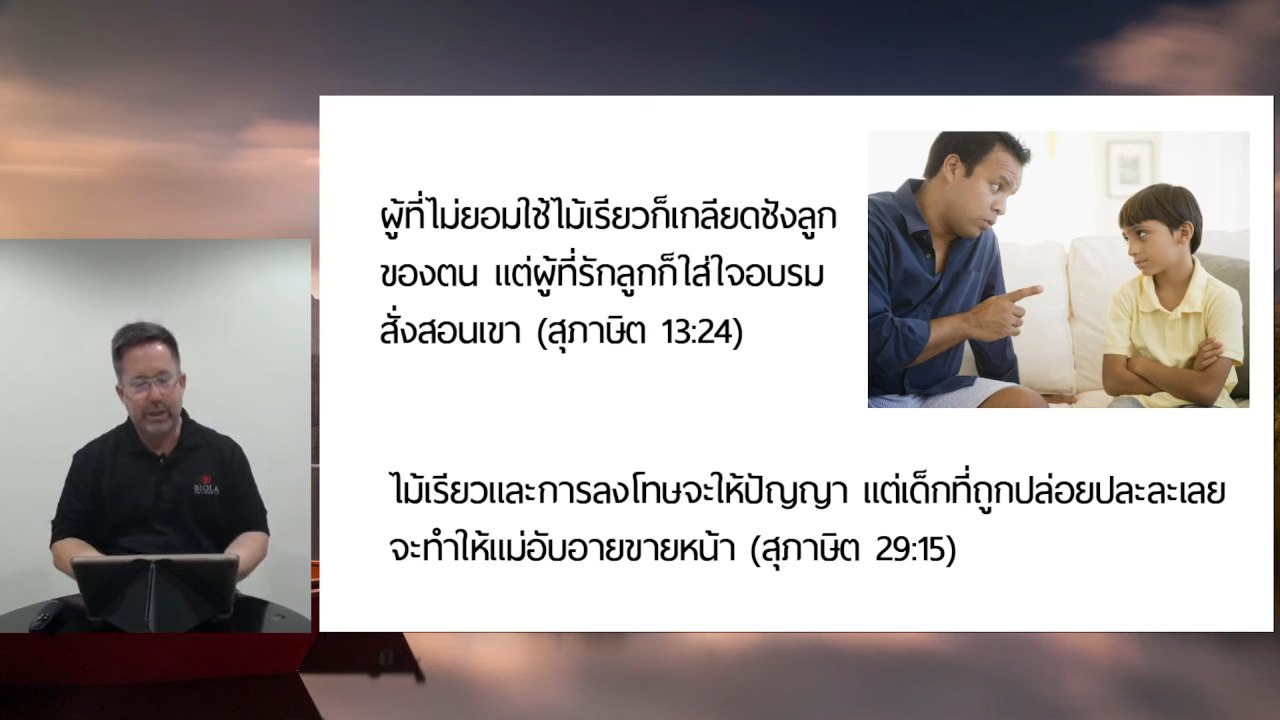 ผู้ที่ไม่ยอมใช้ไม้เรียวก็เกลียดชังลูก
ของตน แต่ผู้ที่รักลูกก็ใส่ใจอบรม
สั่งสอนเขา (สุภาษิต 13:24)
ไม้เรียวและการลงโทษจะให้ปัญญา แต่เด็กที่ถูกปล่อยปละละเลย
จะทำให้แม่อับอายขายหน้า (สุภาษิต 29:15)
BIOLA